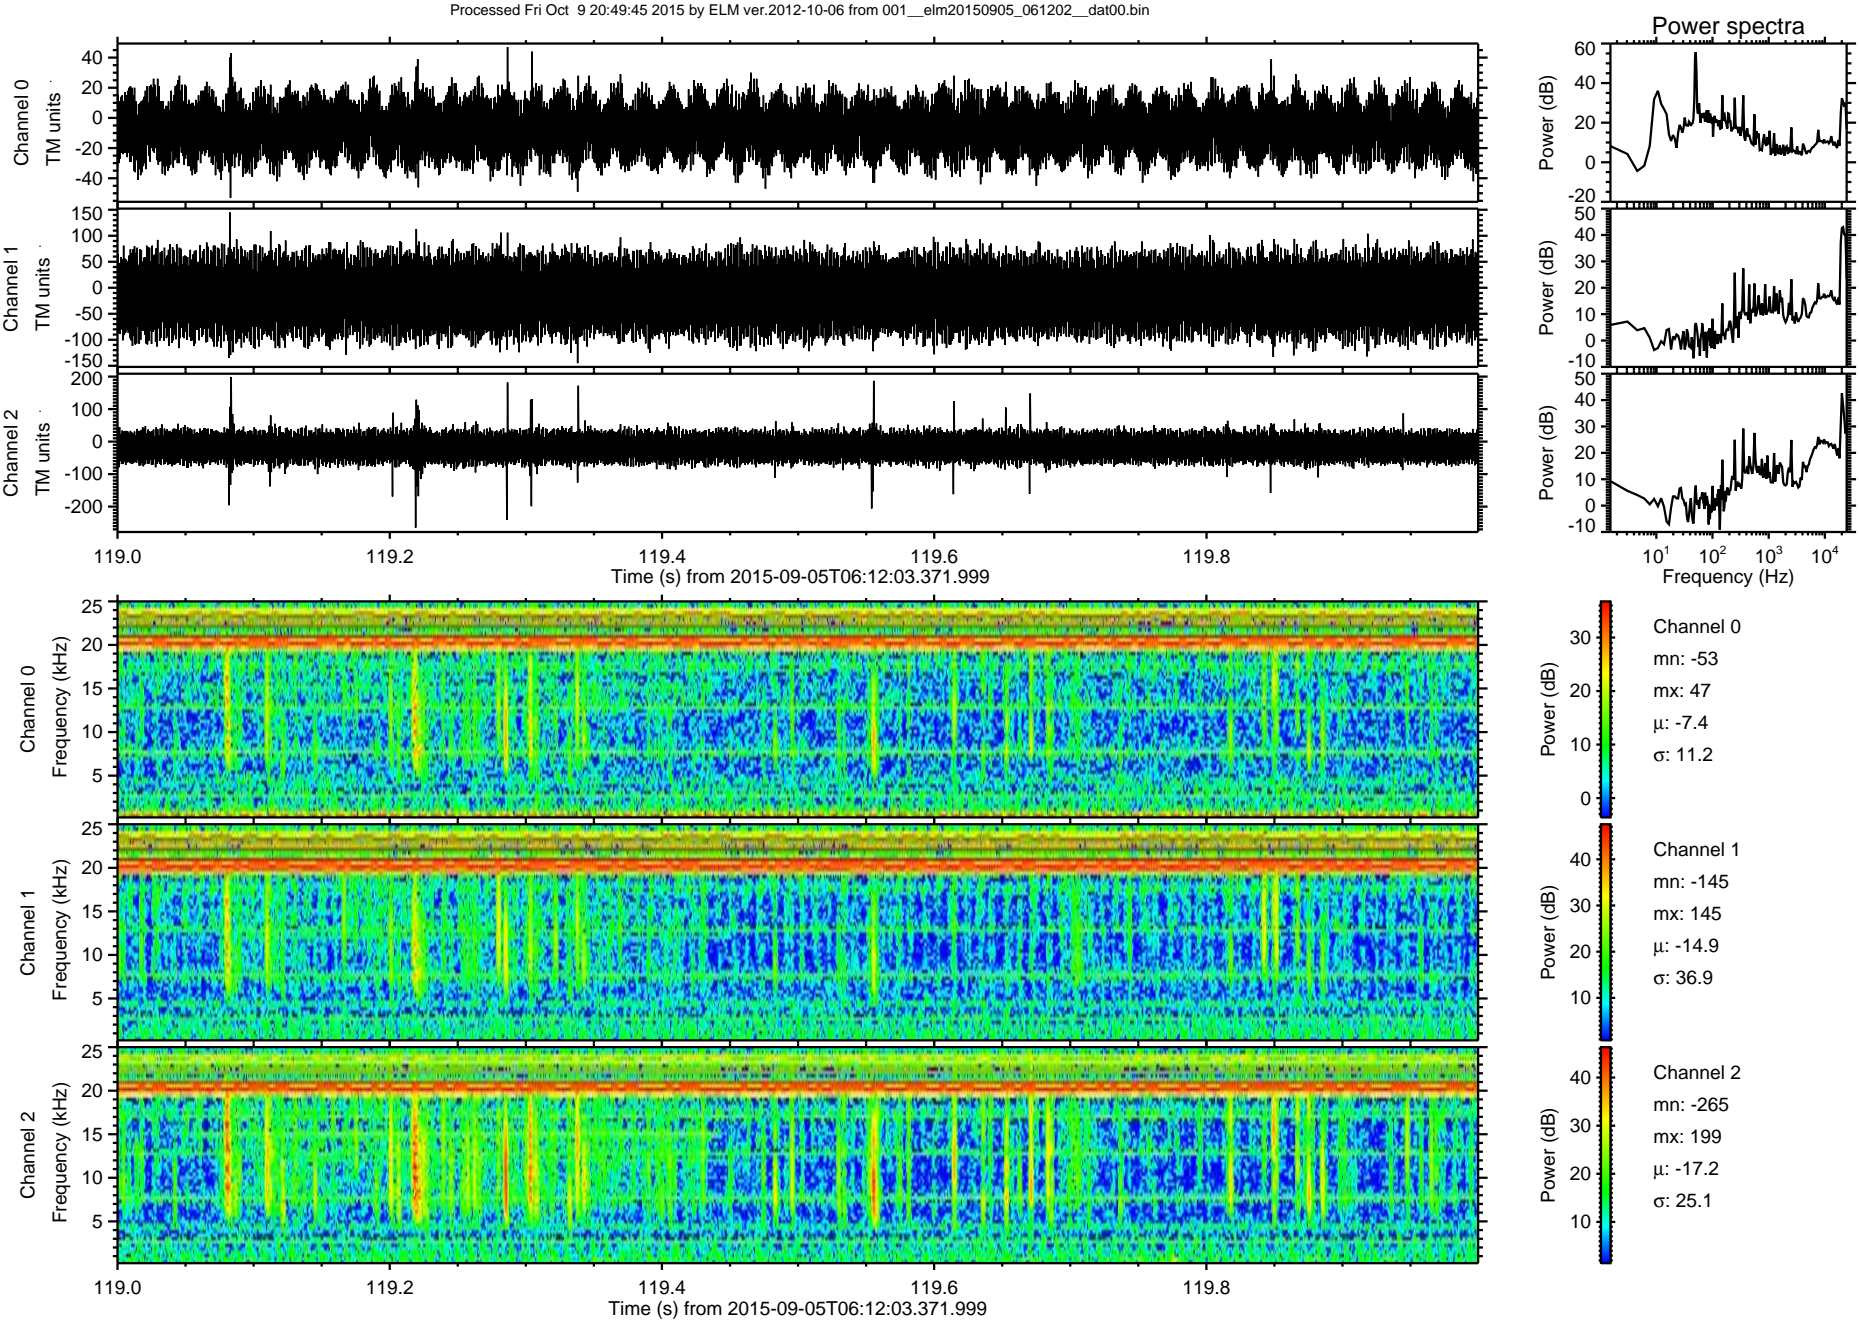 Processed Fri Oct  9 20:49:45 2015 by ELM ver.2012-10-06 from 001__elm20150905_061202__dat00.bin
Power spectra
Channel 0
TM units
40
20
0
-20
-40
Power (dB)
60
40
20
0
-20
Channel 1
TM units
150
100
50
0
-50
-100
-150
Power (dB)
50
40
30
20
10
0
-10
Channel 2
TM units
200
100
0
-100
-200
Power (dB)
50
40
30
20
10
0
-10
119.0 119.2 119.4 119.6 119.8
Time (s) from 2015-09-05T06:12:03.371.999
10^1 10^2 10^3 10^4
Frequency (Hz)
Channel 0
Frequency (kHz)
25
20
15
10
5
Power (dB)
30
20
10
0
Channel 0
mn: -53
mx: 47
μ: -7.4
σ: 11.2
Channel 1
Frequency (kHz)
25
20
15
10
5
Power (dB)
40
30
20
10
Channel 1
mn: -145
mx: 145
μ: -14.9
σ: 36.9
Channel 2
Frequency (kHz)
25
20
15
10
5
Power (dB)
40
30
20
10
Channel 2
mn: -265
mx: 199
μ: -17.2
σ: 25.1
119.0 119.2 119.4 119.6 119.8
Time (s) from 2015-09-05T06:12:03.371.999